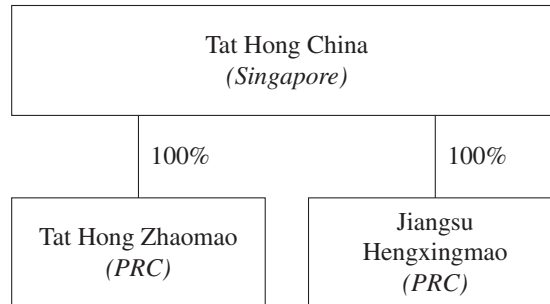 Tat Hong China
(Singapore)
100%
100%
Tat Hong Zhaomao
(PRC)
Jiangsu
Hengxingmao
(PRC)